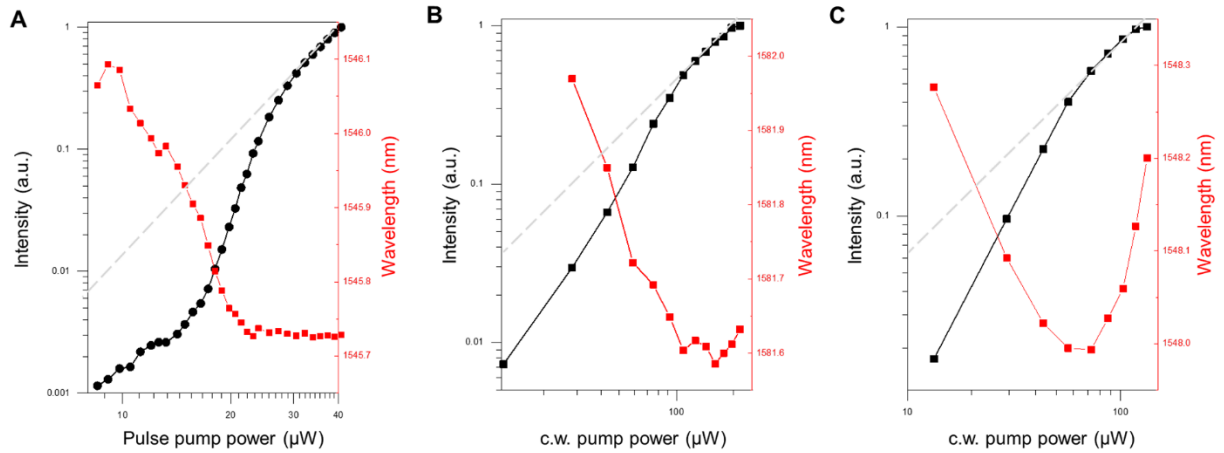 A
1
0.1
0.01
0.001
Intensity (a.u.)
10
20
30
40
Pulse pump power (μW)
1546.1
1546.0
1545.9
1545.8
1545.7
Wavelength (nm)
B
1
0.1
0.01
Intensity (a.u.)
100
c.w. pump power (μW)
1582.0
1581.9
1581.8
1581.7
1581.6
Wavelength (nm)
C
1
0.1
Intensity (a.u.)
10
100
c.w. pump power (μW)
1548.3
1548.2
1548.1
1548.0
Wavelength (nm)